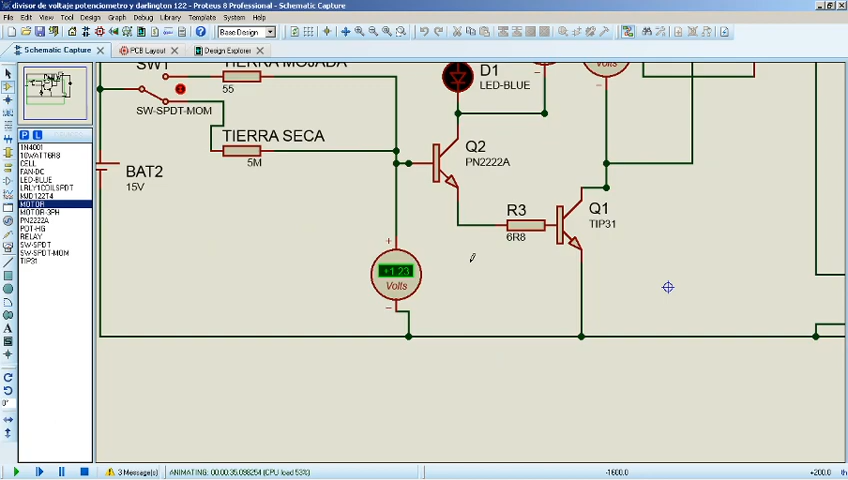 divisor de voltaje potenciometro y darlington 122 - Proteus 8 Professional - Schematic Capture
File Edit View Tool Design Graph Debug Library Template System Help
Base Design
Schematic Capture
PCB Layout
Design Explorer
SW1
TIERRA MOJADA
55
SW-SPDT-MOM
TIERRA SECA
5M
BAT2
15V
D1
LED-BLUE
Volts
Q2
PN2222A
R3
6R8
Q1
TIP31
+1.23
Volts
P L
1N4001
10WATT6R8
CELL
FAN-DC
LED-BLUE
LRLY1COILSPDT
MJD122T4
MOTOR
MOTOR-3PH
PN2222A
POT-HG
RELAY
SW-SPDT
SW-SPDT-MOM
TIP31
0°
3 Message(s)
ANIMATING: 00:00:35.098254 (CPU load 53%)
-1600.0
+200.0
th